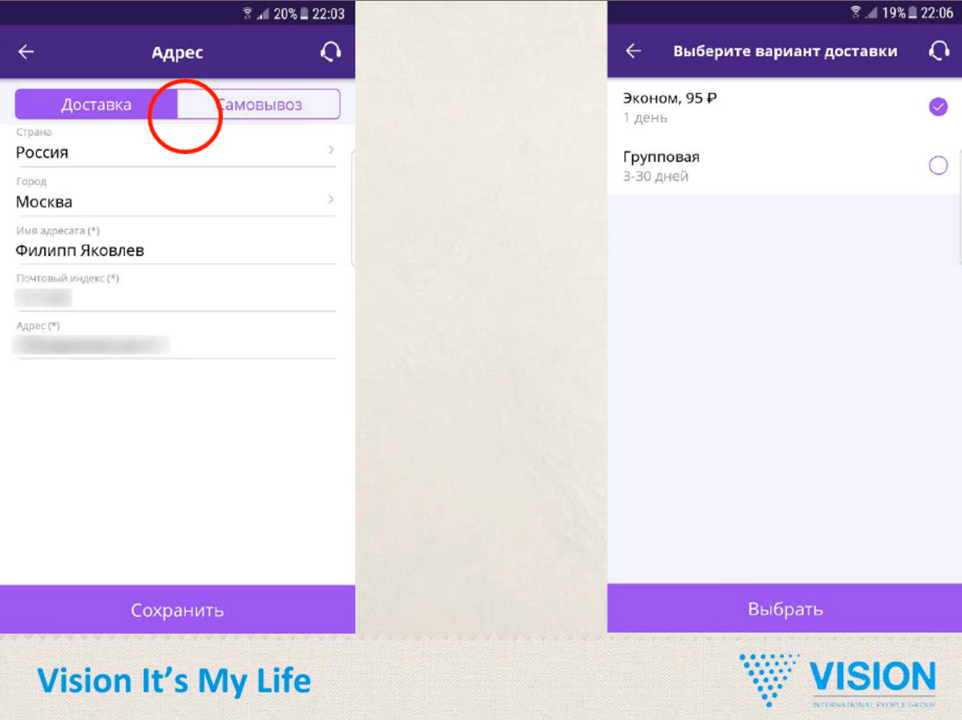 20% 22:03
Адрес
Доставка
Самовывоз
Страна
Россия
Город
Москва
Имя адресата (*)
Филипп Яковлев
Почтовый индекс (*)
Адрес (*)
Сохранить
19% 22:06
Выберите вариант доставки
Эконом, 95 ₽
1 день
Групповая
3-30 дней
Выбрать
Vision It's My Life
VISION
INTERNATIONAL PEOPLE GROUP